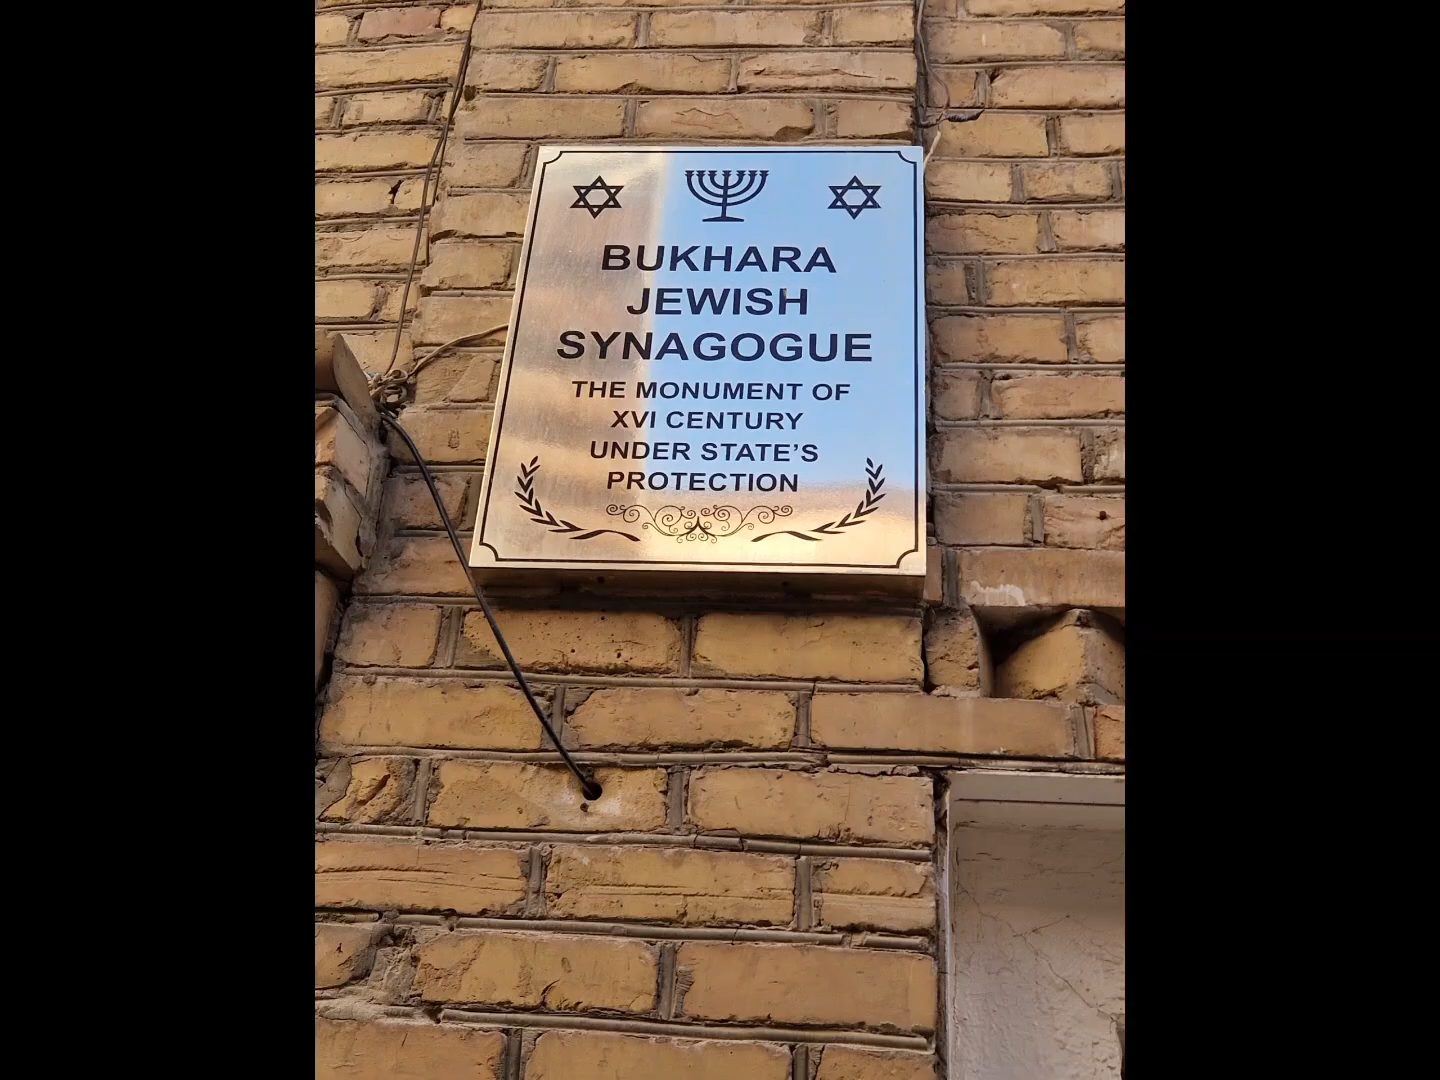 BUKHARA
JEWISH
SYNAGOGUE
THE MONUMENT OF
XVI CENTURY
UNDER STATE’S
PROTECTION